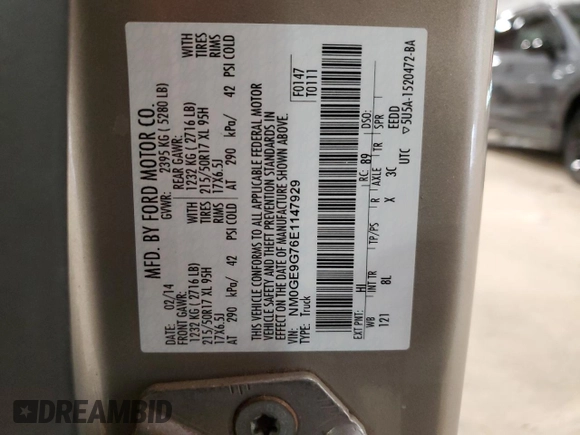 MFD. BY FORD MOTOR CO.
DATE: 02/14 GVWR: 2395 KG ( 5280 LB)
FRONT GAWR: REAR GAWR: WITH
1232 KG ( 2716 LB) 1232 KG ( 2716 LB) TIRES
215/50R17 XL 95H 215/50R17 XL 95H RIMS
17X6.5J 17X6.5J
AT 290 kPa/ 42 PSI COLD AT 290 kPa/ 42 PSI COLD
THIS VEHICLE CONFORMS TO ALL APPLICABLE FEDERAL MOTOR
VEHICLE SAFETY AND THEFT PREVENTION STANDARDS IN
EFFECT ON THE DATE OF MANUFACTURE SHOWN ABOVE.
VIN: NM0GE9G76E1147929 F0147
TYPE: Truck T0111
EXT PNT: HI RC: 89 DSO:
WB INT TR TP/PS R AXLE TR SPR
121 8L X 3C EEDD
UTC ▽5U5A-1520472-BA
DREAMBID